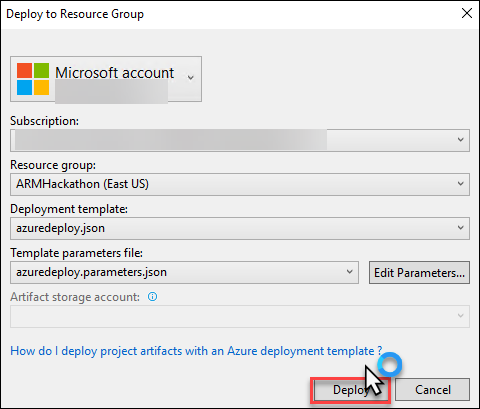 Deploy to Resource Group
Microsoft account
Subscription:
Resource group:
ARMHackathon (East US)
Deployment template:
azuredeploy.json
Template parameters file:
azuredeploy.parameters.json
Edit Parameters...
Artifact storage account:
How do I deploy project artifacts with an Azure deployment template ?
Deploy
Cancel